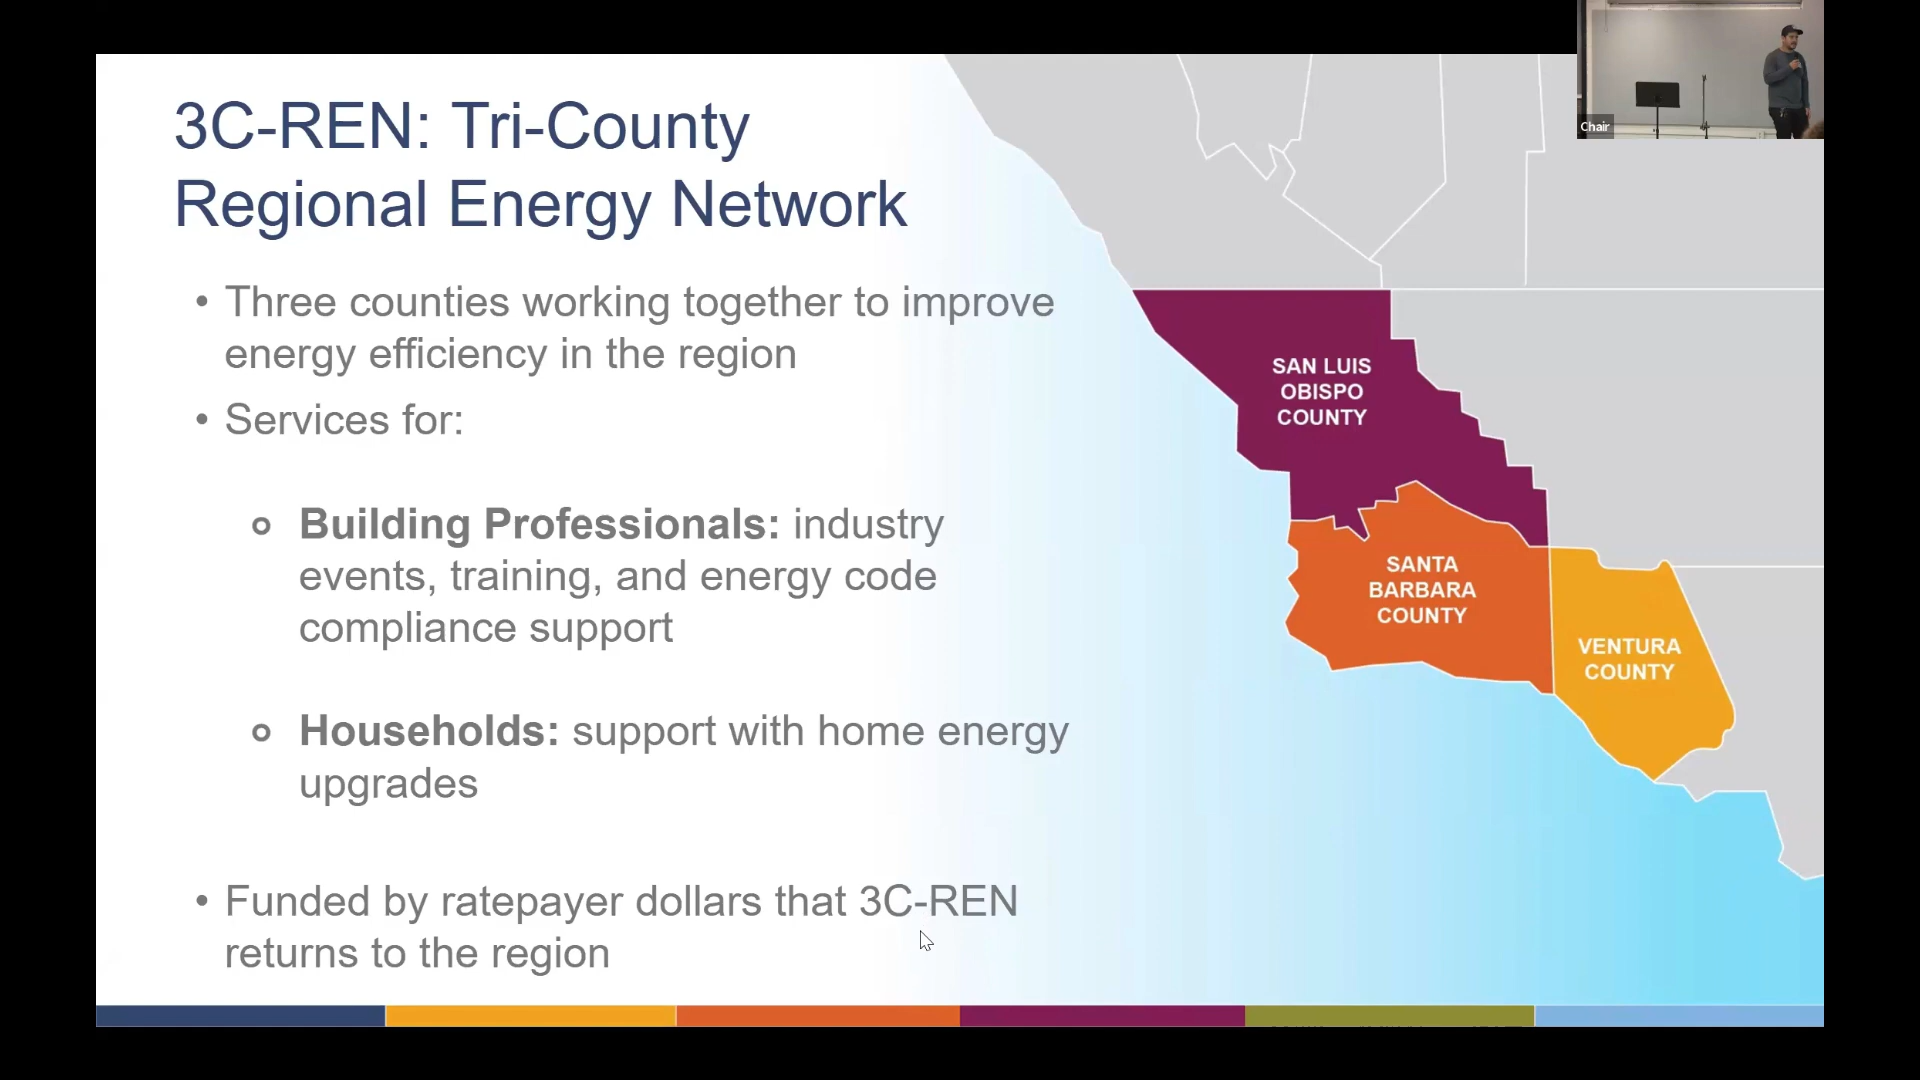 3C-REN: Tri-County
Regional Energy Network
• Three counties working together to improve
energy efficiency in the region
• Services for:
Building Professionals: industry
events, training, and energy code
compliance support
Households: support with home energy
upgrades
• Funded by ratepayer dollars that 3C-REN
returns to the region
SAN LUIS
OBISPO
COUNTY
SANTA
BARBARA
COUNTY
VENTURA
COUNTY
Chair